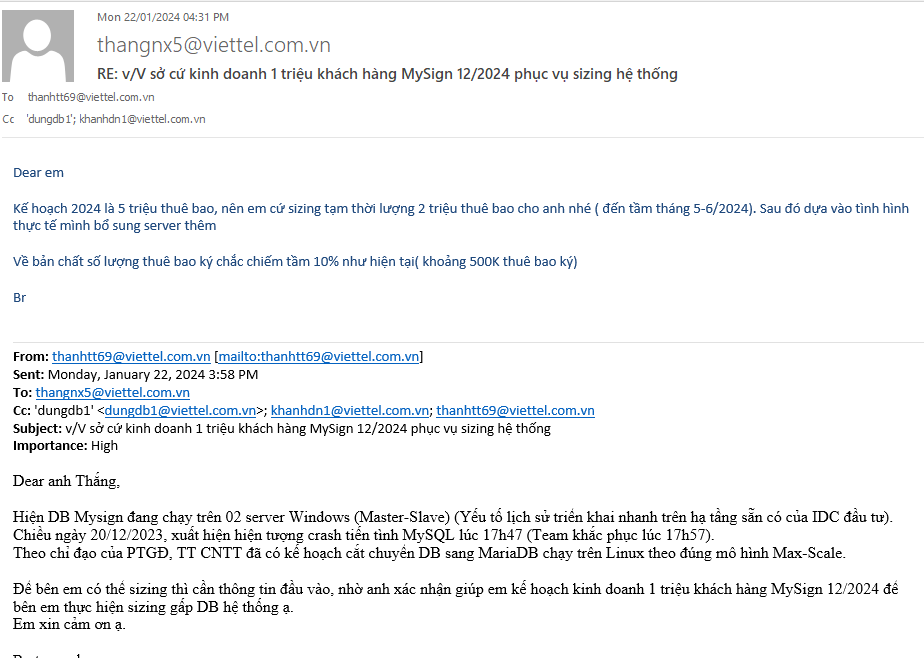 Mon 22/01/2024 04:31 PM
thangnx5@viettel.com.vn
RE: v/V sở cứ kinh doanh 1 triệu khách hàng MySign 12/2024 phục vụ sizing hệ thống
To thanhtt69@viettel.com.vn
Cc 'dungdb1'; khanhdn1@viettel.com.vn
Dear em
Kế hoạch 2024 là 5 triệu thuê bao, nên em cứ sizing tạm thời lượng 2 triệu thuê bao cho anh nhé ( đến tầm tháng 5-6/2024). Sau đó dựa vào tình hình
thực tế mình bổ sung server thêm
Về bản chất số lượng thuê bao ký chắc chiếm tầm 10% như hiện tại( khoảng 500K thuê bao ký)
Br
From: thanhtt69@viettel.com.vn [mailto:thanhtt69@viettel.com.vn]
Sent: Monday, January 22, 2024 3:58 PM
To: thangnx5@viettel.com.vn
Cc: 'dungdb1' <dungdb1@viettel.com.vn>; khanhdn1@viettel.com.vn; thanhtt69@viettel.com.vn
Subject: v/V sở cứ kinh doanh 1 triệu khách hàng MySign 12/2024 phục vụ sizing hệ thống
Importance: High
Dear anh Thắng,
Hiện DB Mysign đang chạy trên 02 server Windows (Master-Slave) (Yếu tố lịch sử triển khai nhanh trên hạ tầng sẵn có của IDC đầu tư).
Chiều ngày 20/12/2023, xuất hiện hiện tượng crash tiến tình MySQL lúc 17h47 (Team khắc phục lúc 17h57).
Theo chỉ đạo của PTGĐ, TT CNTT đã có kế hoạch cắt chuyển DB sang MariaDB chạy trên Linux theo đúng mô hình Max-Scale.
Để bên em có thể sizing thì cần thông tin đầu vào, nhờ anh xác nhận giúp em kế hoạch kinh doanh 1 triệu khách hàng MySign 12/2024 để
bên em thực hiện sizing gấp DB hệ thống ạ.
Em xin cảm ơn ạ.